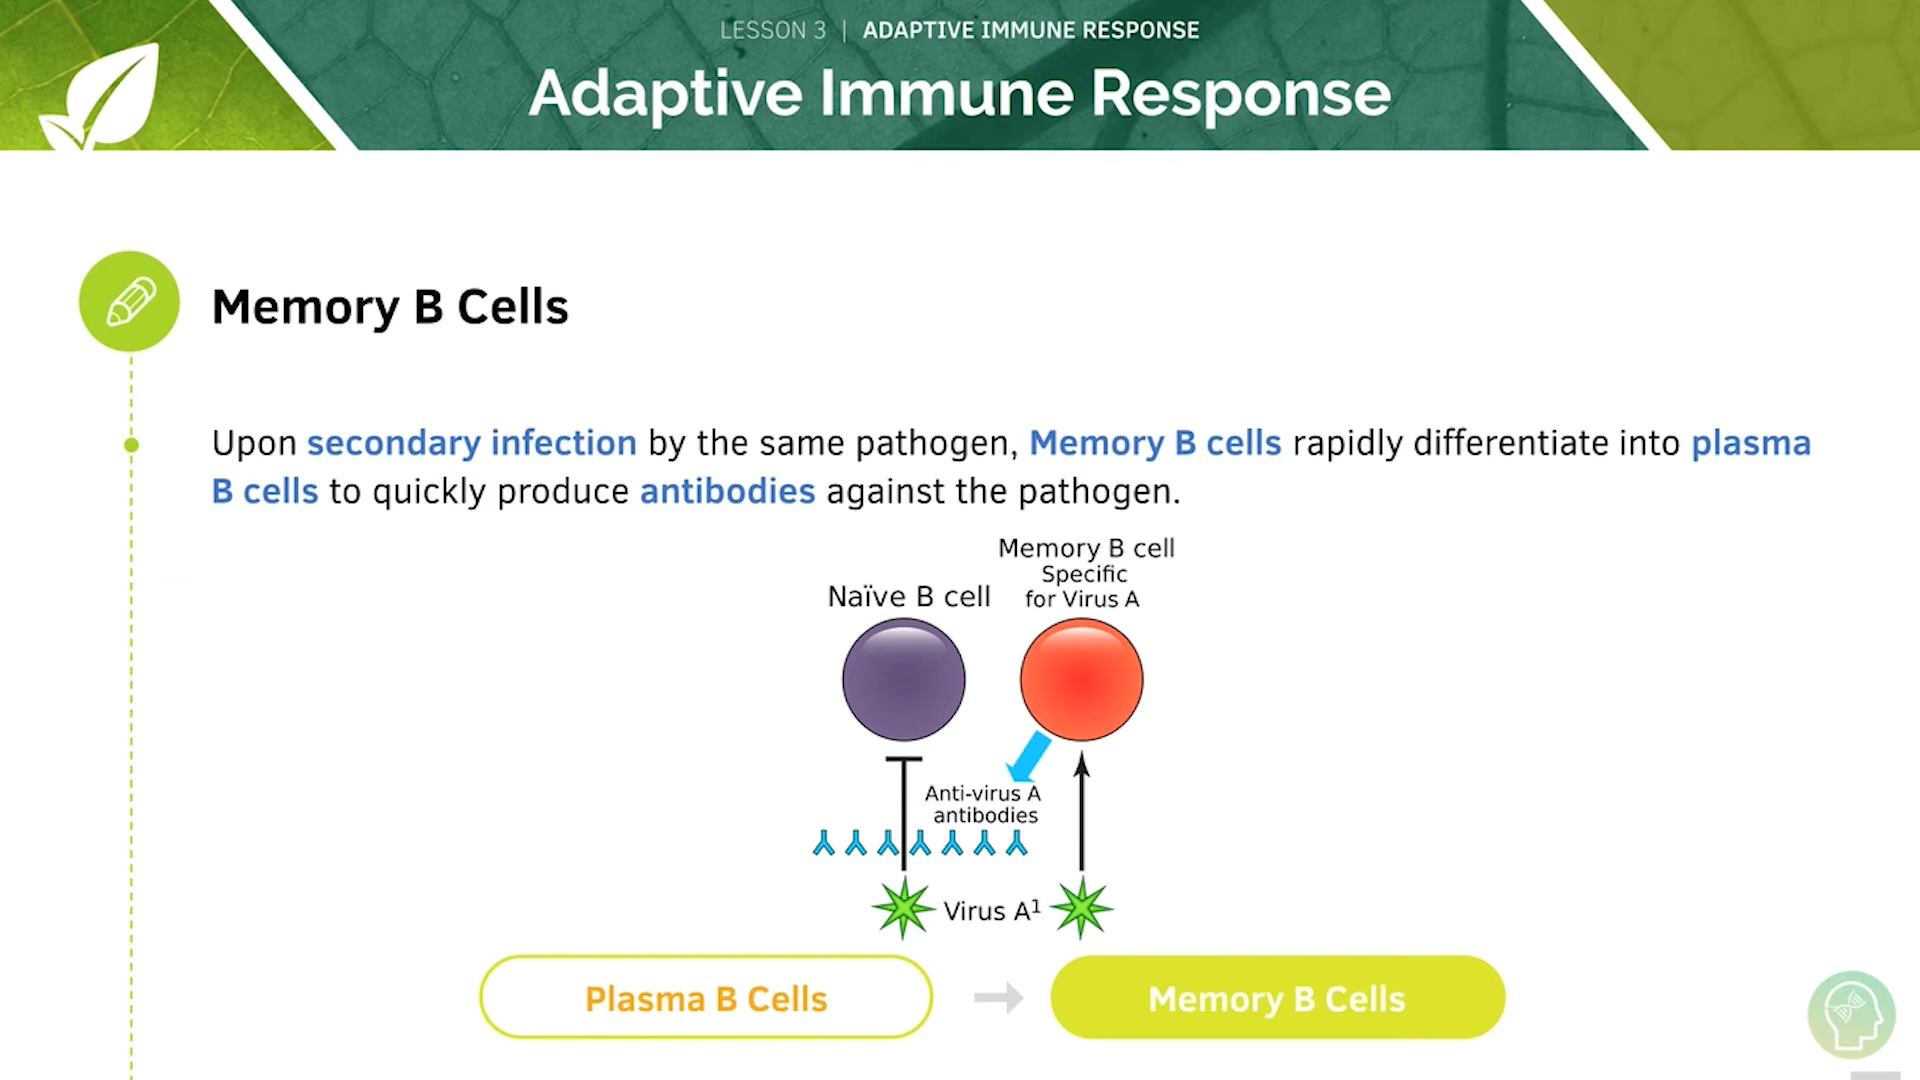 LESSON 3 | ADAPTIVE IMMUNE RESPONSE
Adaptive Immune Response
Memory B Cells
Upon secondary infection by the same pathogen, Memory B cells rapidly differentiate into plasma
B cells to quickly produce antibodies against the pathogen.
Memory B cell
Specific
for Virus A
Naïve B cell
Anti-virus A
antibodies
Virus A¹
Plasma B Cells
Memory B Cells